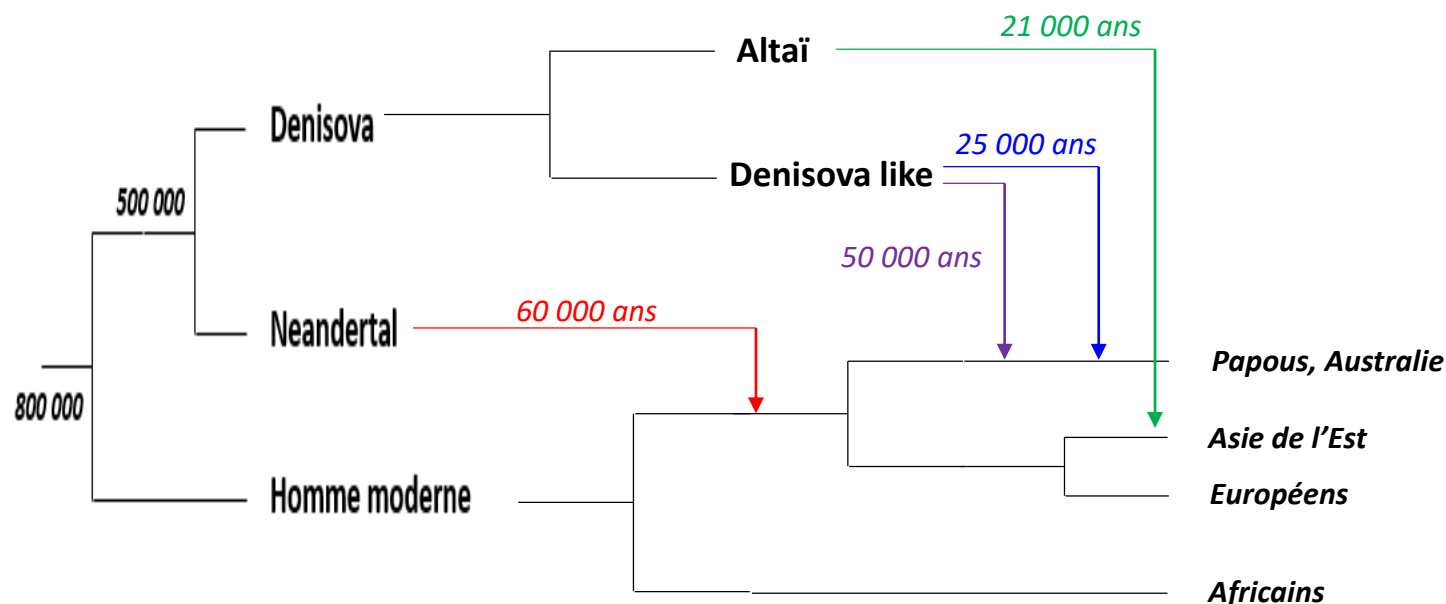 21 000 ans
Altaï
Denisova
25 000 ans
Denisova like
500 000
50 000 ans
60 000 ans
Neandertal
Papous, Australie
800 000
Asie de l’Est
Homme moderne
Européens
Africains